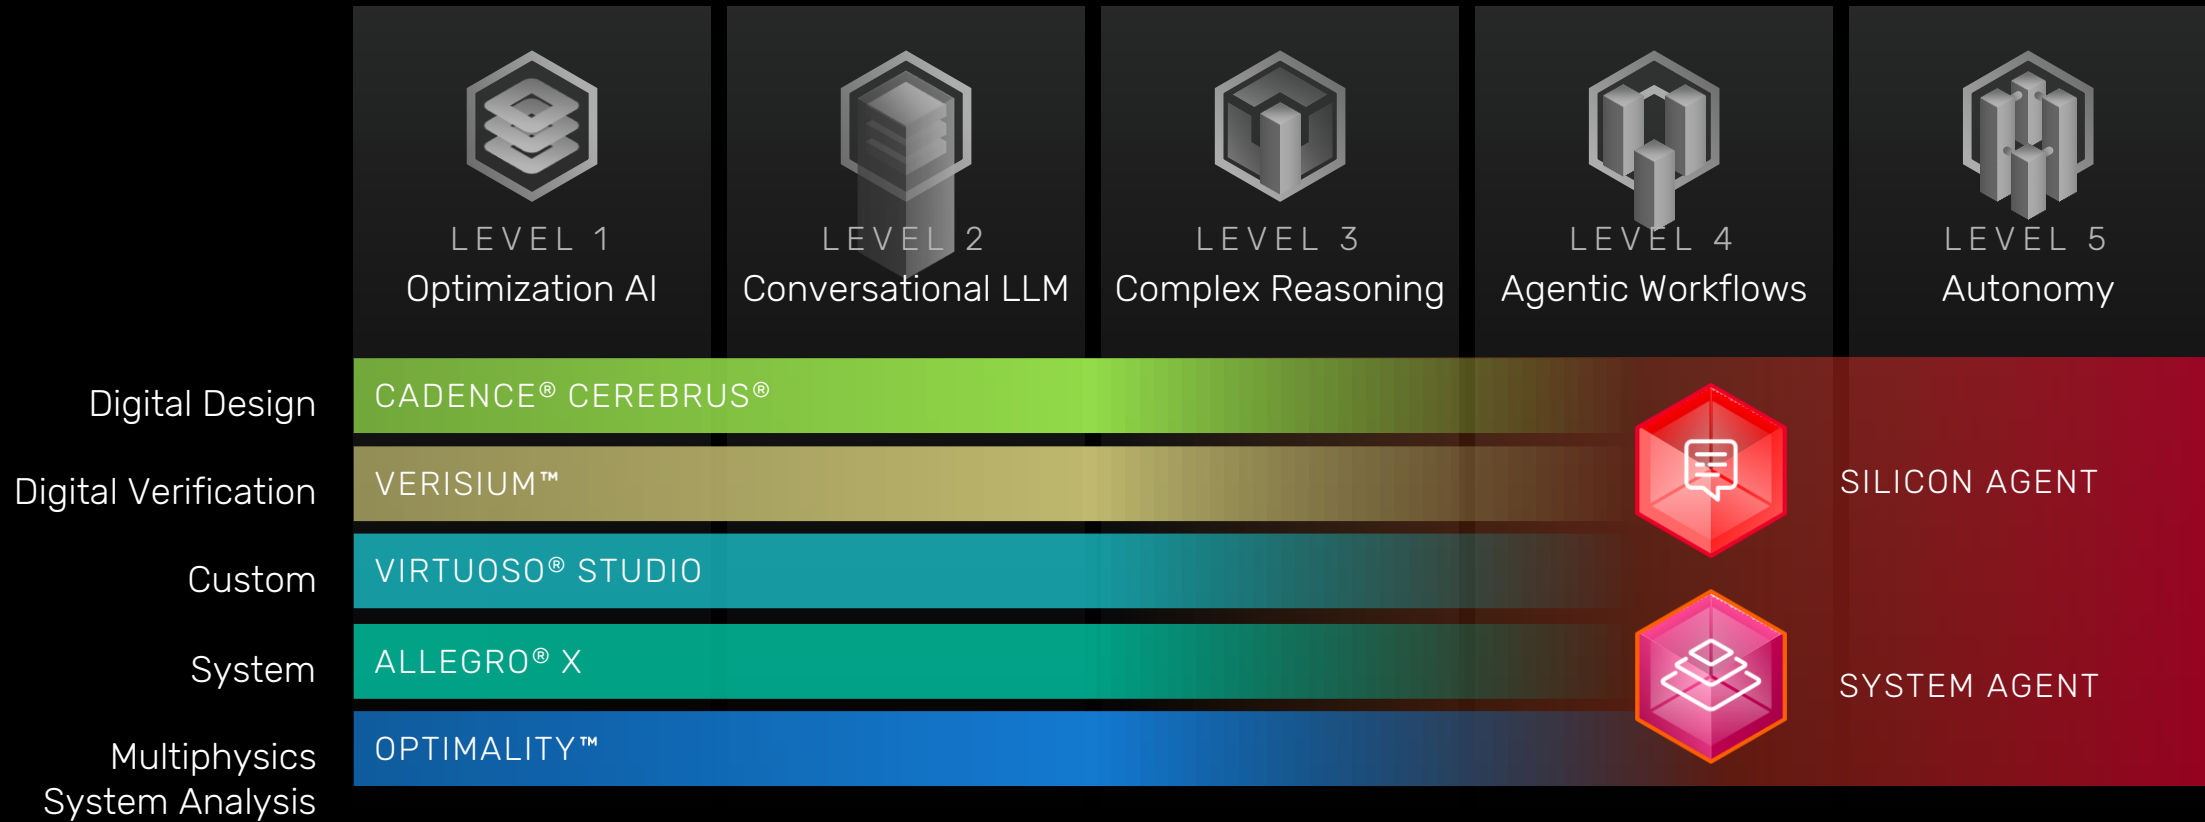 LEVEL 1
Optimization AI
LEVEL 2
Conversational LLM
LEVEL 3
Complex Reasoning
LEVEL 4
Agentic Workflows
LEVEL 5
Autonomy
Digital Design
CADENCE® CEREBRUS®
Digital Verification
VERISIUM™
SILICON AGENT
Custom
VIRTUOSO® STUDIO
System
ALLEGRO® X
SYSTEM AGENT
Multiphysics
System Analysis
OPTIMALITY™